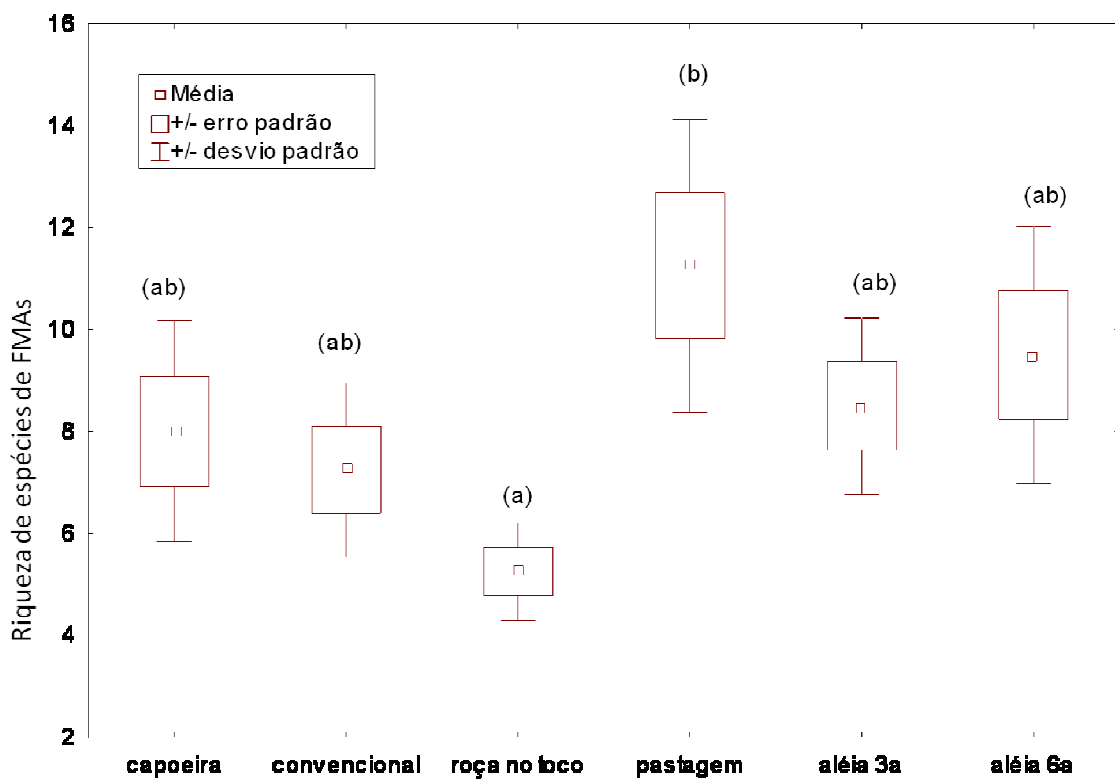 Riqueza de espécies de FMAs
16
14
12
10
8
6
4
2
Média
+/- erro padrão
+/- desvio padrão
(ab)
(ab)
(a)
(b)
(ab)
(ab)
capoeira
convencional
roça no toco
pastagem
aléia 3a
aléia 6a